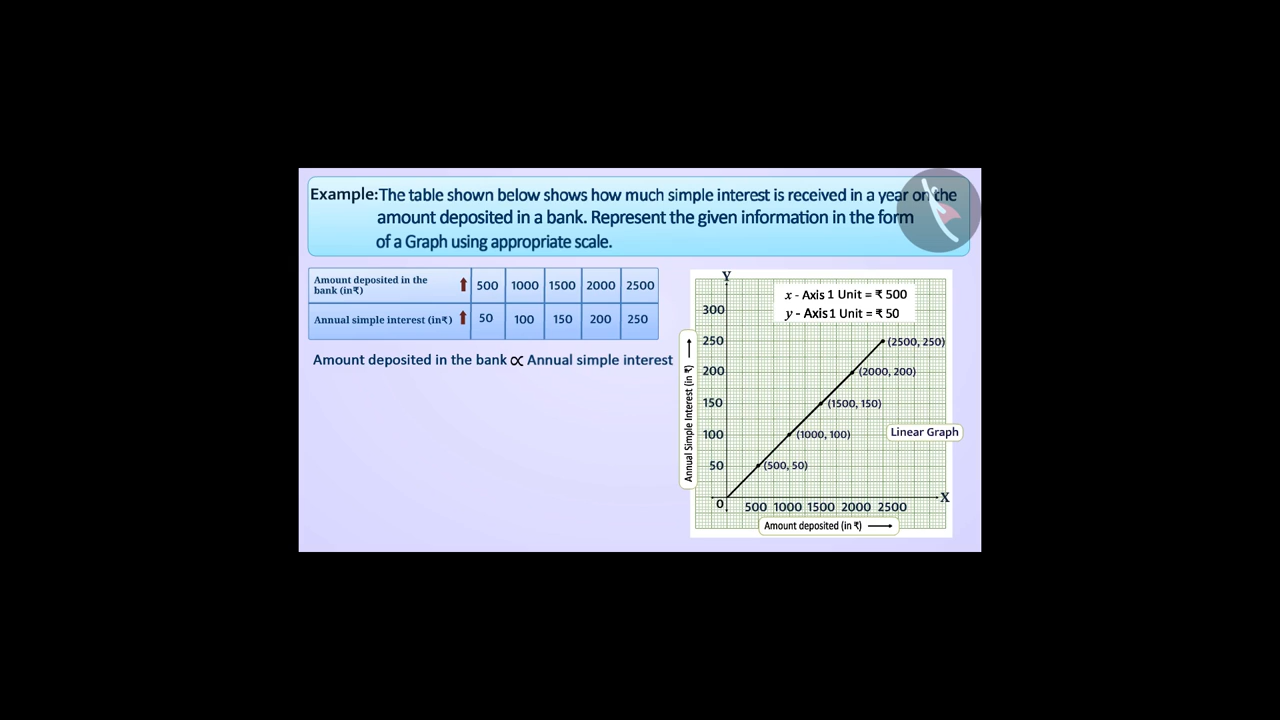 Example:The table shown below shows how much simple interest is received in a year on the
amount deposited in a bank. Represent the given information in the form
of a Graph using appropriate scale.
Amount deposited in the
bank (in₹)
500 1000 1500 2000 2500
Annual simple interest (in₹)
50 100 150 200 250
Amount deposited in the bank ∝ Annual simple interest
Y
x - Axis 1 Unit = ₹ 500
y - Axis 1 Unit = ₹ 50
300
250
200
150
100
50
0
Annual Simple Interest (in ₹)
(2500, 250)
(2000, 200)
(1500, 150)
(1000, 100)
(500, 50)
Linear Graph
X
500 1000 1500 2000 2500
Amount deposited (in ₹)